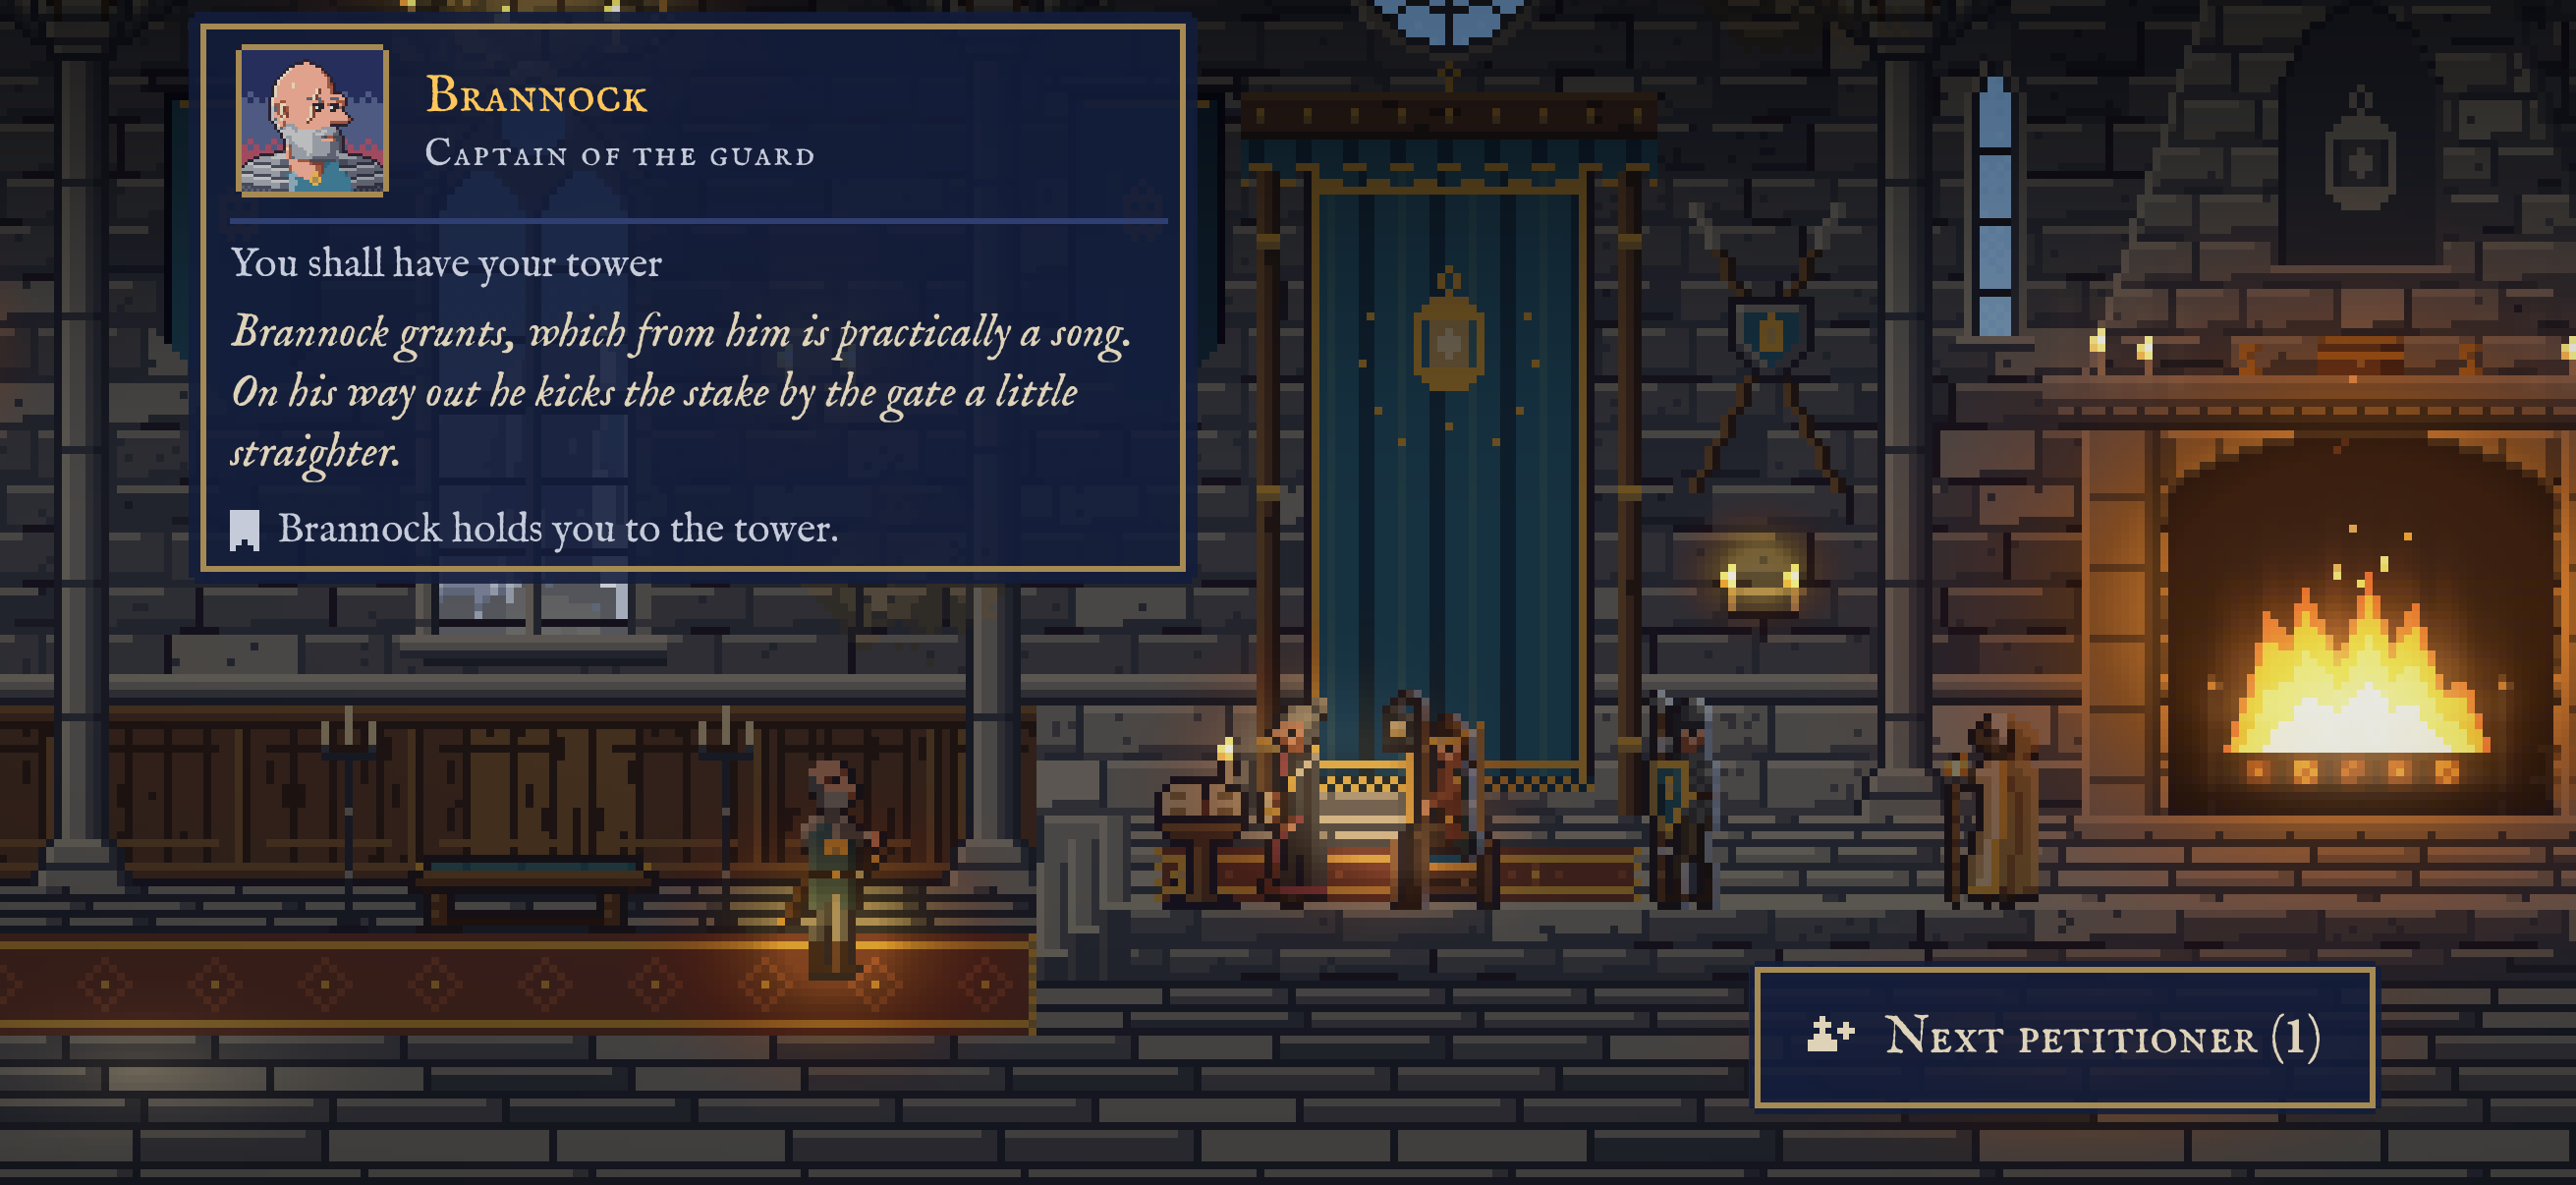 Brannock
Captain of the guard
You shall have your tower
Brannock grunts, which from him is practically a song.
On his way out he kicks the stake by the gate a little
straighter.
Brannock holds you to the tower.
Next petitioner (1)